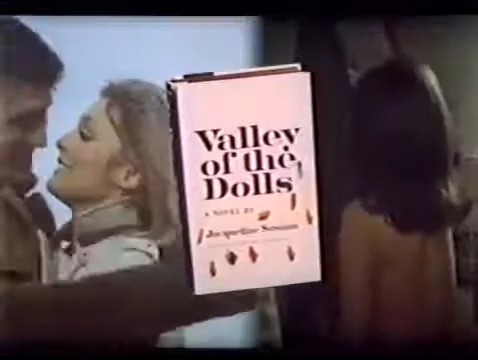 Valley
of the
Dolls
A NOVEL BY
Jacqueline Susann